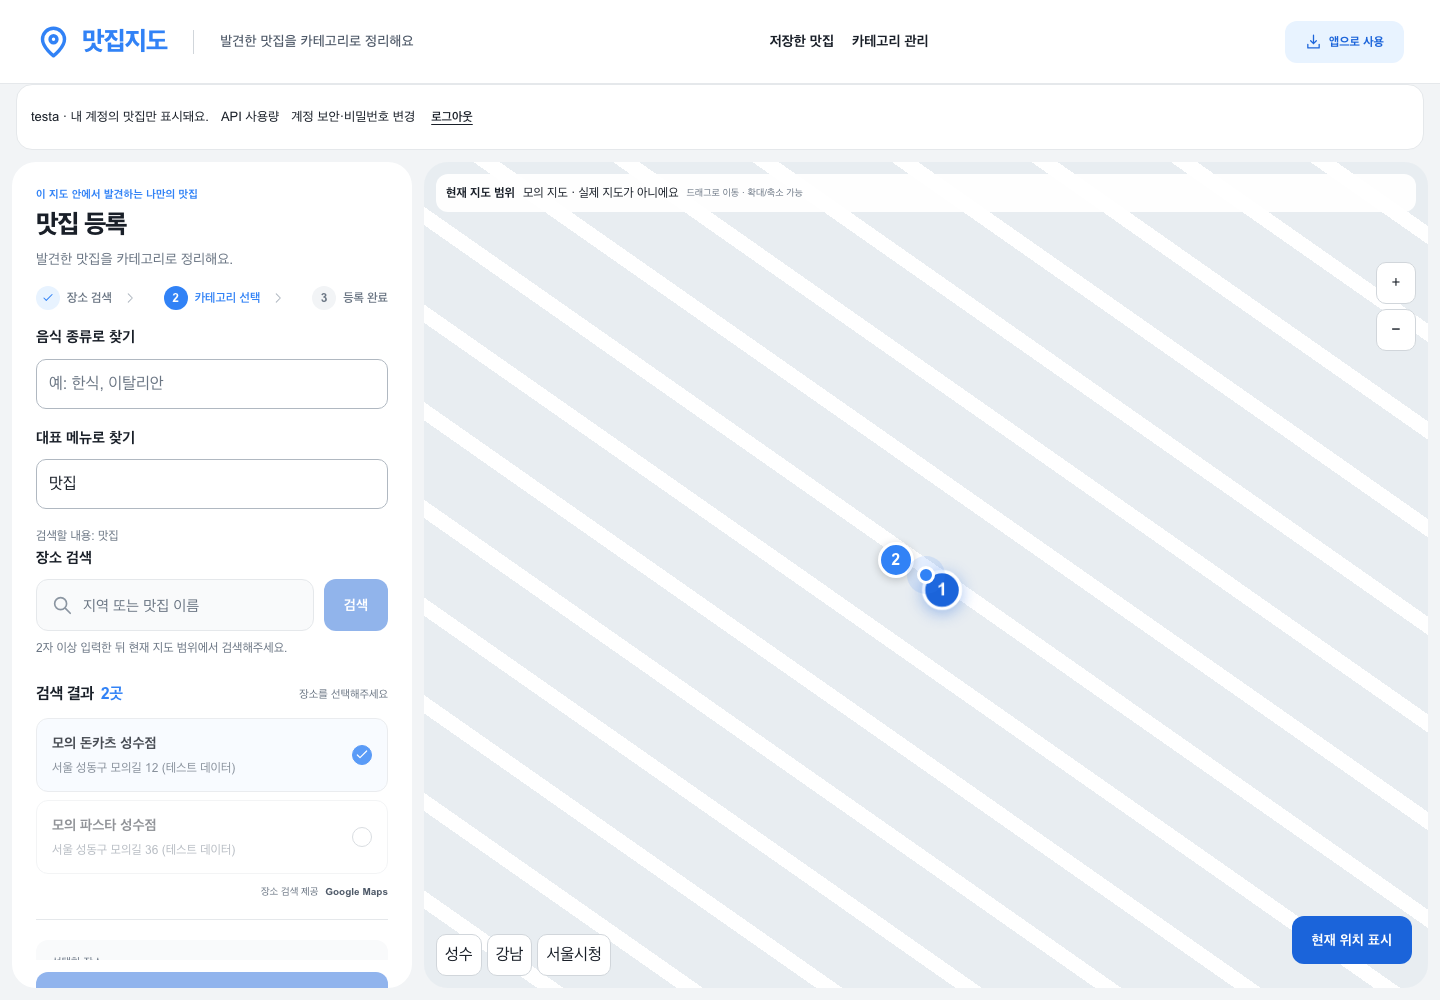 맛집지도
발견한 맛집을 카테고리로 정리해요
저장한 맛집 카테고리 관리
앱으로 사용
testa · 내 계정의 맛집만 표시돼요. API 사용량 계정 보안·비밀번호 변경 로그아웃
이 지도 안에서 발견하는 나만의 맛집
맛집 등록
발견한 맛집을 카테고리로 정리해요.
장소 검색 2 카테고리 선택 3 등록 완료
음식 종류로 찾기
예: 한식, 이탈리안
대표 메뉴로 찾기
맛집
검색할 내용: 맛집
장소 검색
지역 또는 맛집 이름
검색
2자 이상 입력한 뒤 현재 지도 범위에서 검색해주세요.
검색 결과 2곳
장소를 선택해주세요
모의 돈카츠 성수점
서울 성동구 모의길 12 (테스트 데이터)
모의 파스타 성수점
서울 성동구 모의길 36 (테스트 데이터)
장소 검색 제공 Google Maps
현재 지도 범위 모의 지도 · 실제 지도가 아니에요 드래그로 이동 · 확대/축소 가능
+
−
2
1
성수 강남 서울시청
현재 위치 표시